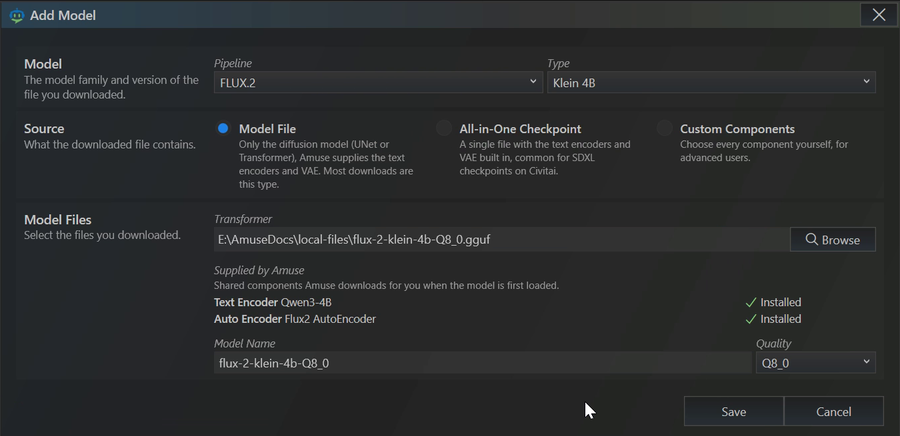 Add Model
Model
The model family and version of the
file you downloaded.
Pipeline
FLUX.2
Type
Klein 4B
Source
What the downloaded file contains.
Model File
Only the diffusion model (UNet or
Transformer), Amuse supplies the text
encoders and VAE. Most downloads are
this type.
All-in-One Checkpoint
A single file with the text encoders and
VAE built in, common for SDXL
checkpoints on Civitai.
Custom Components
Choose every component yourself, for
advanced users.
Model Files
Select the files you downloaded.
Transformer
E:\AmuseDocs\local-files\flux-2-klein-4b-Q8_0.gguf
Browse
Supplied by Amuse
Shared components Amuse downloads for you when the model is first loaded.
Text Encoder Qwen3-4B
Installed
Auto Encoder Flux2 AutoEncoder
Installed
Model Name
flux-2-klein-4b-Q8_0
Quality
Q8_0
Save
Cancel